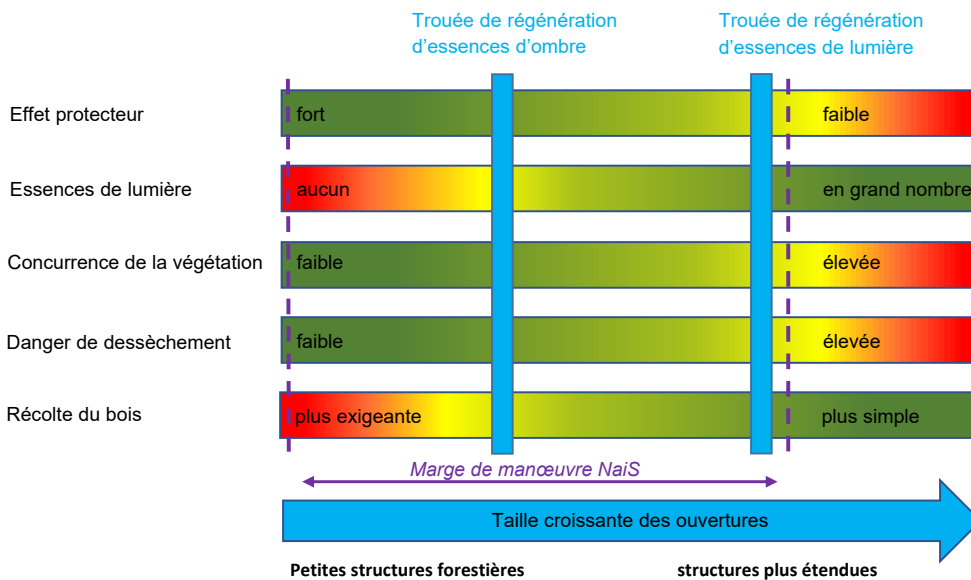 Trouée de régénération
d'essences d'ombre
Trouée de régénération
d'essences de lumière
Effet protecteur
fort
faible
Essences de lumière
aucun
en grand nombre
Concurrence de la végétation
faible
élevée
Danger de dessèchement
faible
élevée
Récolte du bois
plus exigeante
plus simple
Marge de manœuvre NaiS
Taille croissante des ouvertures
Petites structures forestières
structures plus étendues